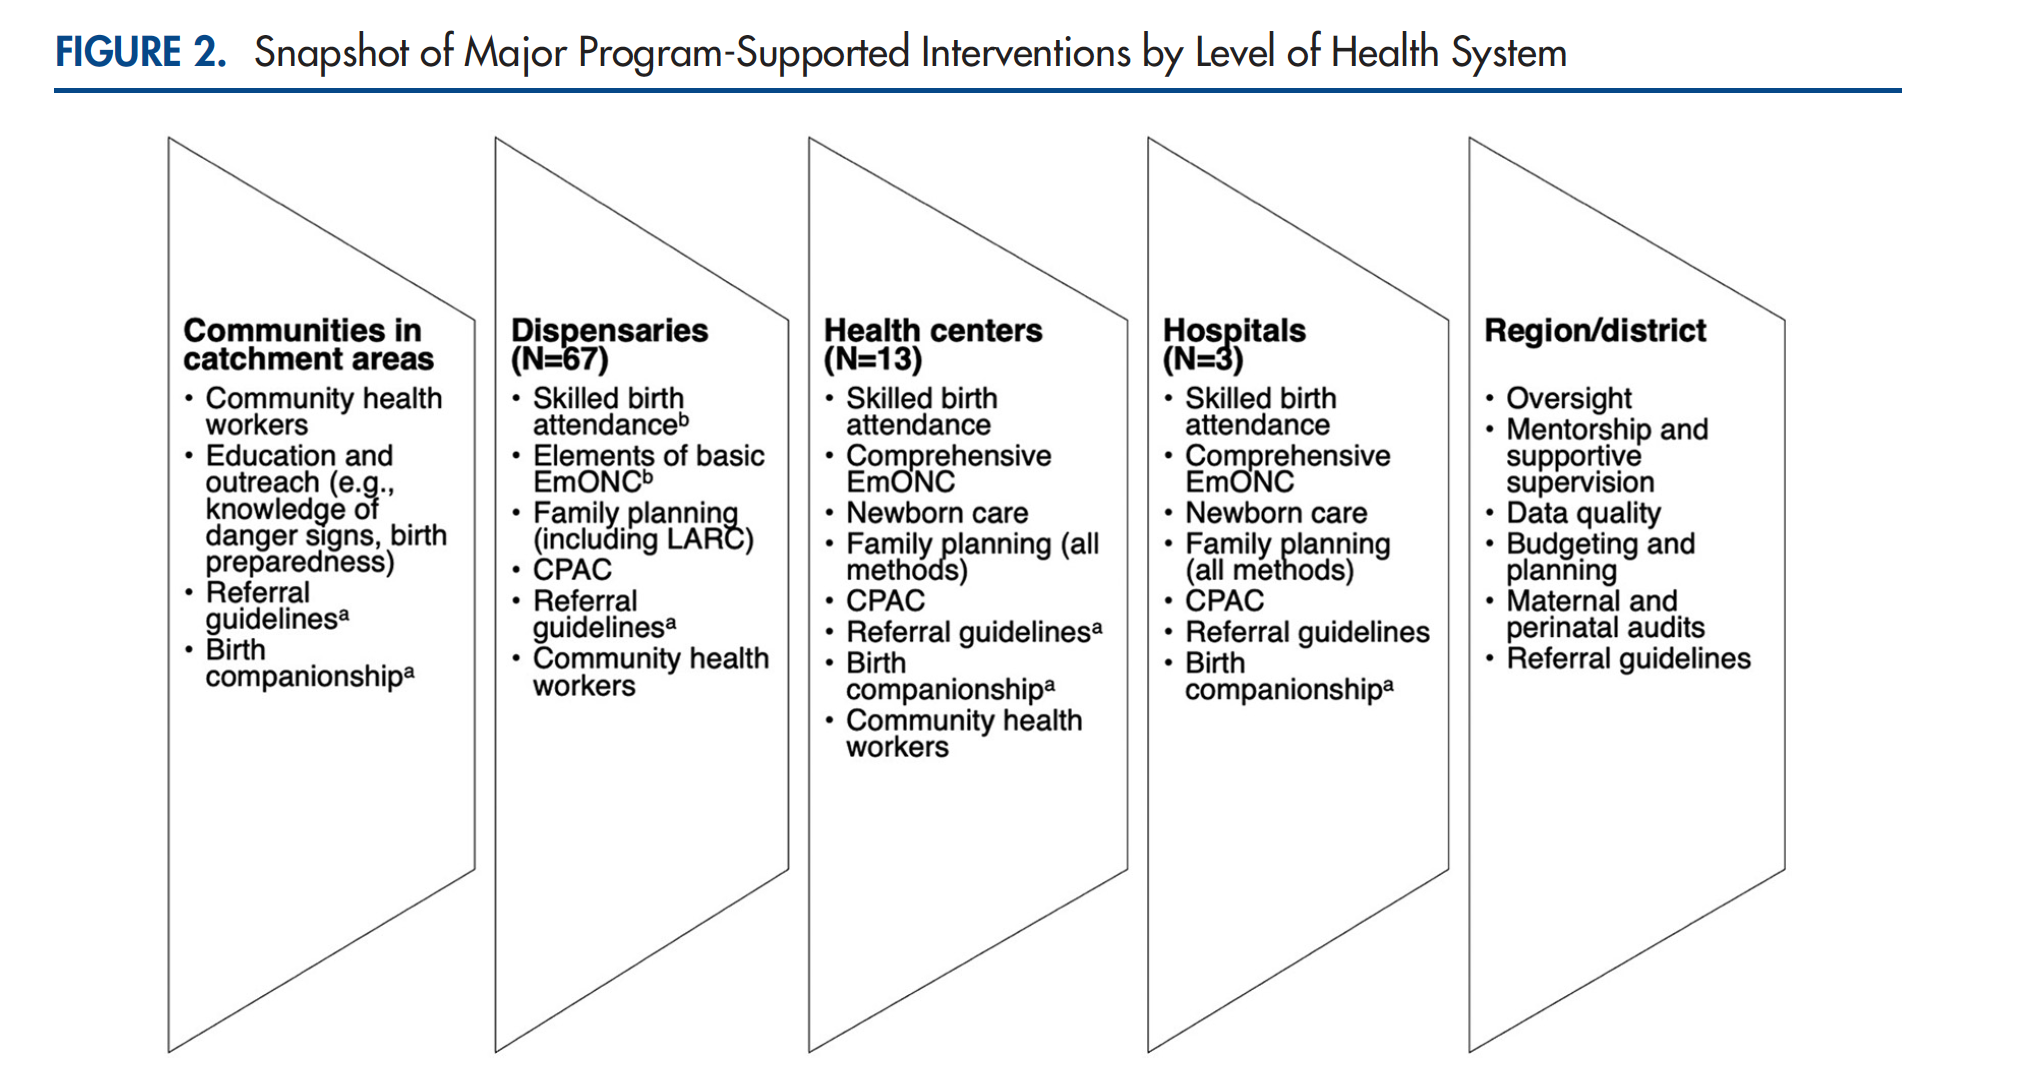 FIGURE 2. Snapshot of Major Program-Supported Interventions by Level of Health System
Communities in
catchment areas
• Community health
workers
• Education and
outreach (e.g.,
knowledge of
danger signs, birth
preparedness)
• Referral
guidelinesᵃ
• Birth
companionshipᵃ
Dispensaries
(N=67)
• Skilled birth
attendanceᵇ
• Elements of basic
EmONCᵇ
• Family planning
(including LARC)
• CPAC
• Referral
guidelinesᵃ
• Community health
workers
Health centers
(N=13)
• Skilled birth
attendance
• Comprehensive
EmONC
• Newborn care
• Family planning (all
methods)
• CPAC
• Referral guidelinesᵃ
• Birth
companionshipᵃ
• Community health
workers
Hospitals
(N=3)
• Skilled birth
attendance
• Comprehensive
EmONC
• Newborn care
• Family planning
(all methods)
• CPAC
• Referral guidelines
• Birth
companionshipᵃ
Region/district
• Oversight
• Mentorship and
supportive
supervision
• Data quality
• Budgeting and
planning
• Maternal and
perinatal audits
• Referral guidelines